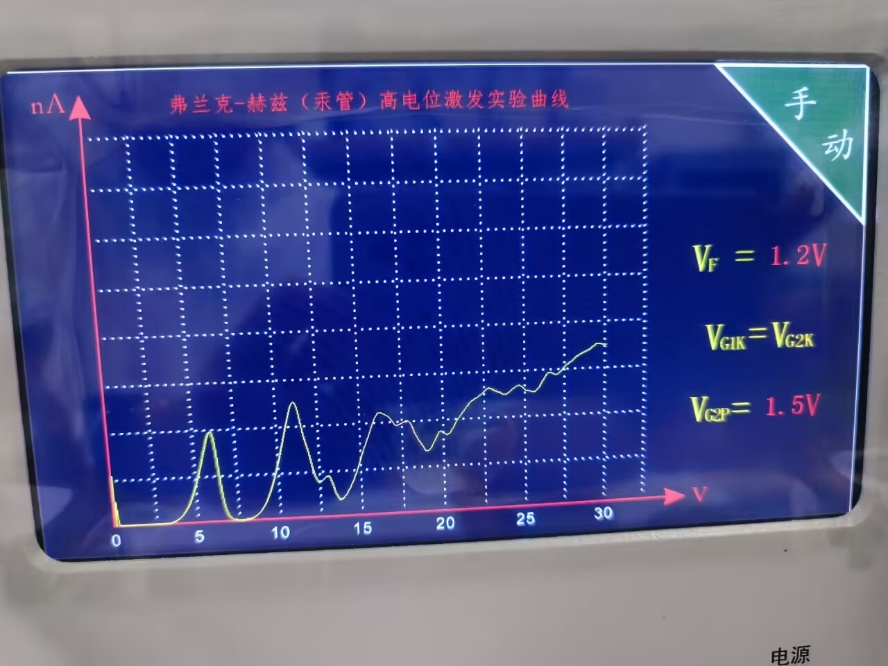 nA
弗兰克-赫兹（汞管）高电位激发实验曲线
手
动
VF = 1.2V
VG1K=VG2K
VG2P= 1.5V
V
0 5 10 15 20 25 30
电源